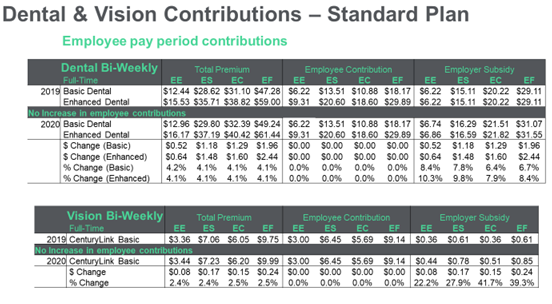 Dental & Vision Contributions – Standard Plan
Employee pay period contributions
Dental Bi-Weekly Total Premium Employee Contribution Employer Subsidy
Full-Time EE ES EC EF EE ES EC EF EE ES EC EF
2019 Basic Dental $12.44 $28.62 $31.10 $47.28 $6.22 $13.51 $10.88 $18.17 $6.22 $15.11 $20.22 $29.11
Enhanced Dental $15.53 $35.71 $38.82 $59.00 $9.31 $20.60 $18.60 $29.89 $6.22 $15.11 $20.22 $29.11
No Increase in employee contributions
2020 Basic Dental $12.96 $29.80 $32.39 $49.24 $6.22 $13.51 $10.88 $18.17 $6.74 $16.29 $21.51 $31.07
Enhanced Dental $16.17 $37.19 $40.42 $61.44 $9.31 $20.60 $18.60 $29.89 $6.86 $16.59 $21.82 $31.55
$ Change (Basic) $0.52 $1.18 $1.29 $1.96 $0.00 $0.00 $0.00 $0.00 $0.52 $1.18 $1.29 $1.96
$ Change (Enhanced) $0.64 $1.48 $1.60 $2.44 $0.00 $0.00 $0.00 $0.00 $0.64 $1.48 $1.60 $2.44
% Change (Basic) 4.2% 4.1% 4.1% 4.1% 0.0% 0.0% 0.0% 0.0% 8.4% 7.8% 6.4% 6.7%
% Change (Enhanced) 4.1% 4.1% 4.1% 4.1% 0.0% 0.0% 0.0% 0.0% 10.3% 9.8% 7.9% 8.4%
Vision Bi-Weekly Total Premium Employee Contribution Employer Subsidy
Full-Time EE ES EC EF EE ES EC EF EE ES EC EF
2019 CenturyLink Basic $3.36 $7.06 $6.05 $9.75 $3.00 $6.45 $5.69 $9.14 $0.36 $0.61 $0.36 $0.61
No Increase in employee contributions
2020 CenturyLink Basic $3.44 $7.23 $6.20 $9.99 $3.00 $6.45 $5.69 $9.14 $0.44 $0.78 $0.51 $0.85
$ Change $0.08 $0.17 $0.15 $0.24 $0.00 $0.00 $0.00 $0.00 $0.08 $0.17 $0.15 $0.24
% Change 2.4% 2.4% 2.5% 2.5% 0.0% 0.0% 0.0% 0.0% 22.2% 27.9% 41.7% 39.3%